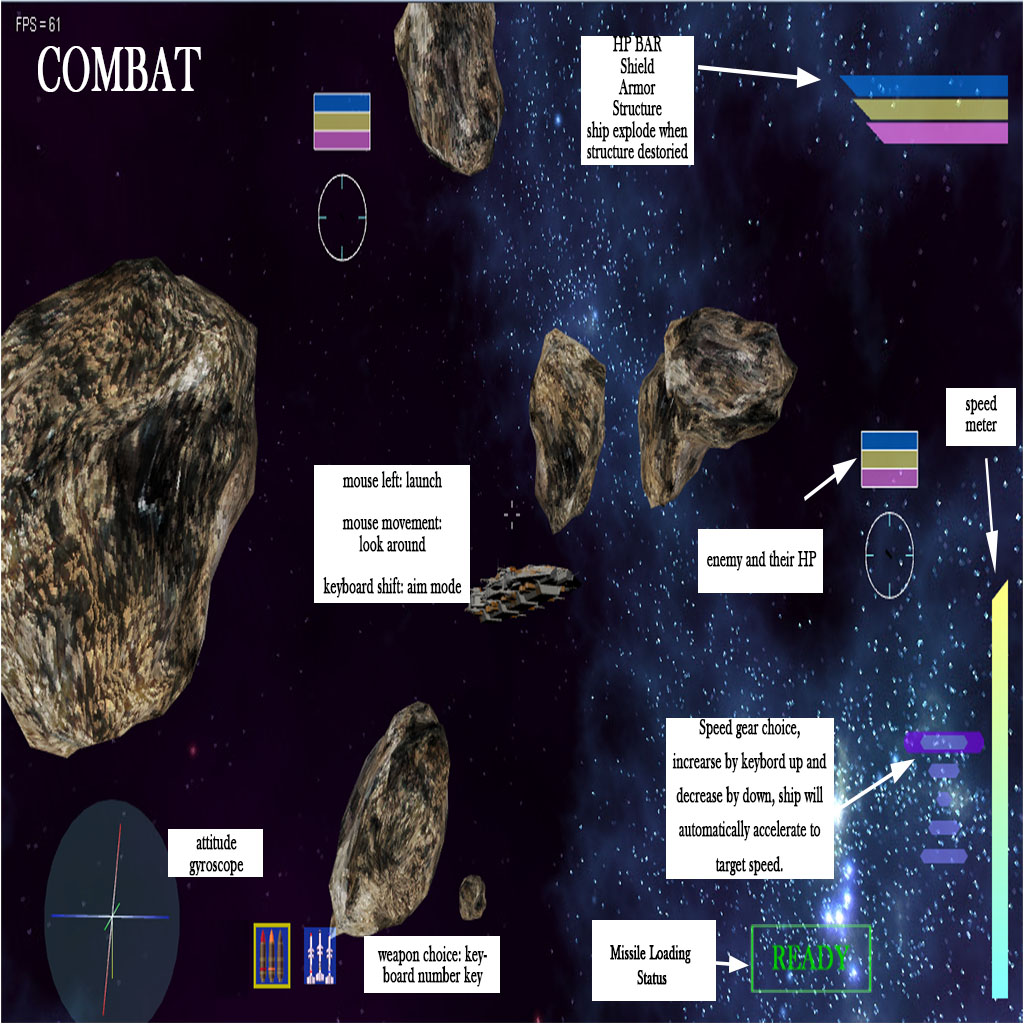 FPS = 61
COMBAT
HP BAR
Shield
Armor
Structure
ship explode when
structure destoried
speed
meter
mouse left: launch
mouse movement:
look around
keyboard shift: aim mode
enemy and their HP
Speed gear choice,
increarse by keybord up and
decrease by down, ship will
automatically accelerate to
target speed.
attitude
gyroscope
weapon choice: key-
board number key
Missile Loading
Status
READY